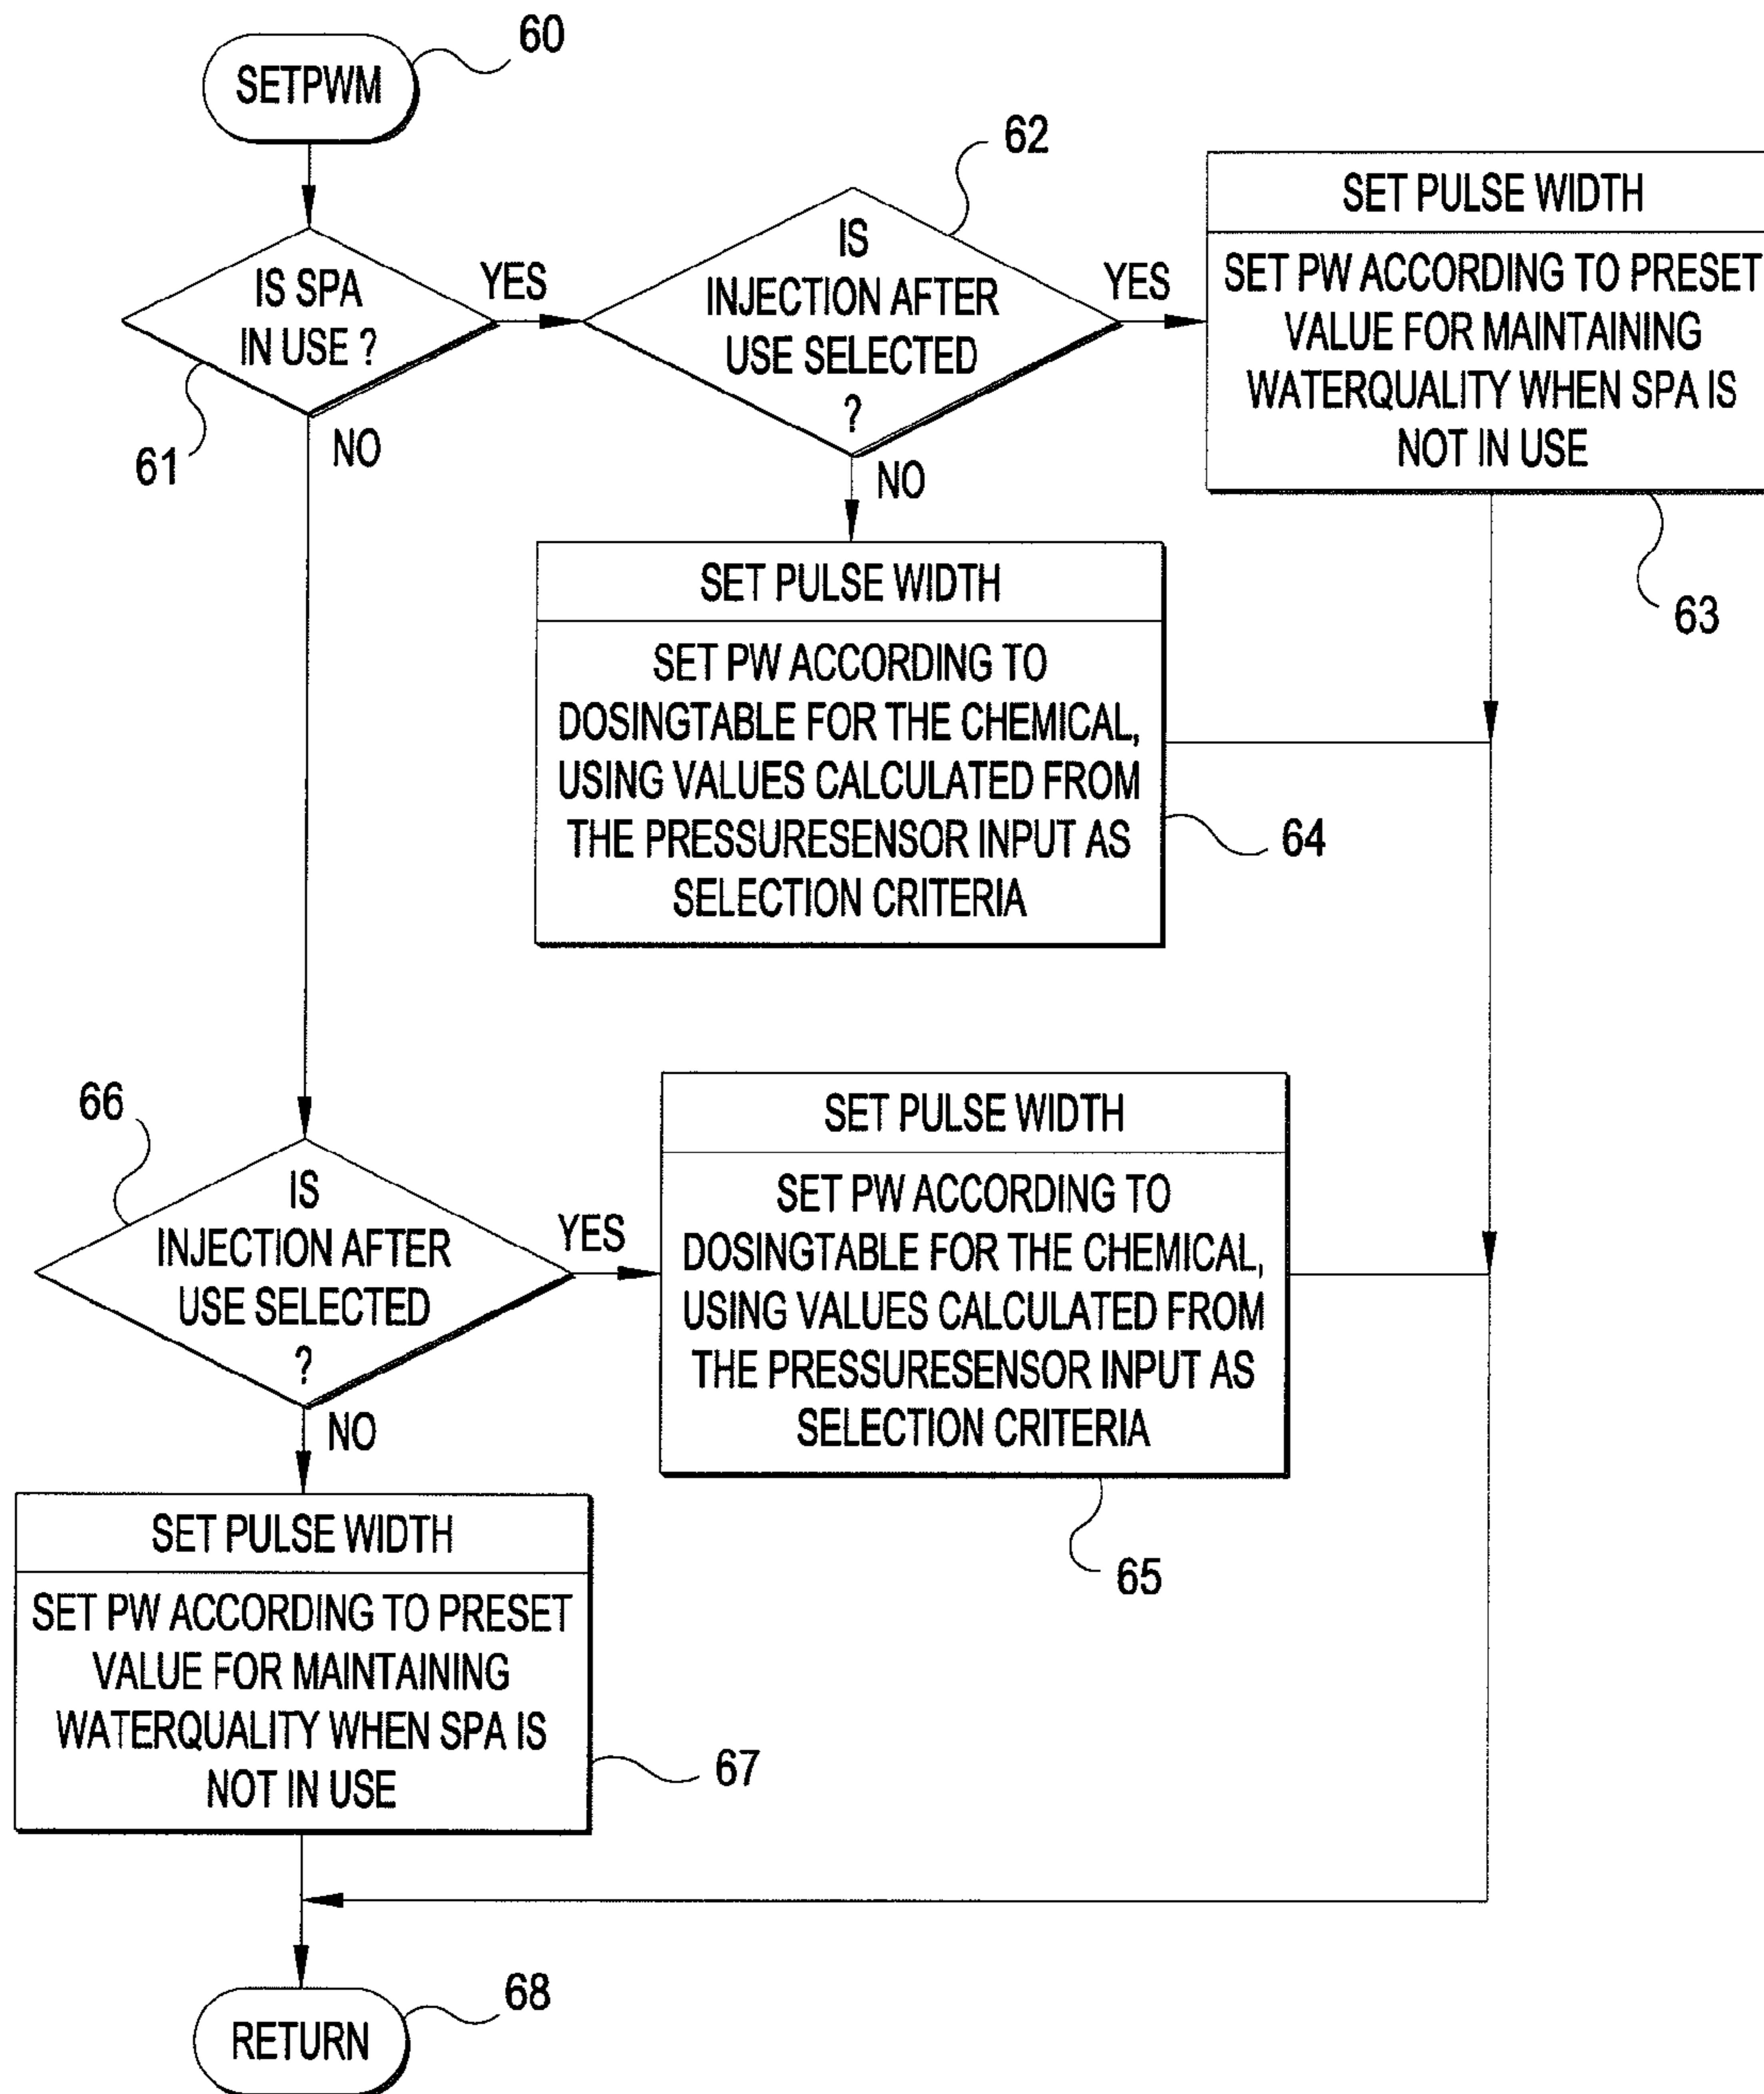 SETPWM
60
IS SPA
IN USE ?
61
YES
NO
IS
INJECTION AFTER
USE SELECTED
?
62
YES
NO
SET PULSE WIDTH
SET PW ACCORDING TO PRESET
VALUE FOR MAINTAINING
WATERQUALITY WHEN SPA IS
NOT IN USE
63
SET PULSE WIDTH
SET PW ACCORDING TO
DOSINGTABLE FOR THE CHEMICAL,
USING VALUES CALCULATED FROM
THE PRESSURESENSOR INPUT AS
SELECTION CRITERIA
64
66
IS
INJECTION AFTER
USE SELECTED
?
YES
NO
SET PULSE WIDTH
SET PW ACCORDING TO
DOSINGTABLE FOR THE CHEMICAL,
USING VALUES CALCULATED FROM
THE PRESSURESENSOR INPUT AS
SELECTION CRITERIA
65
SET PULSE WIDTH
SET PW ACCORDING TO PRESET
VALUE FOR MAINTAINING
WATERQUALITY WHEN SPA IS
NOT IN USE
67
RETURN
68